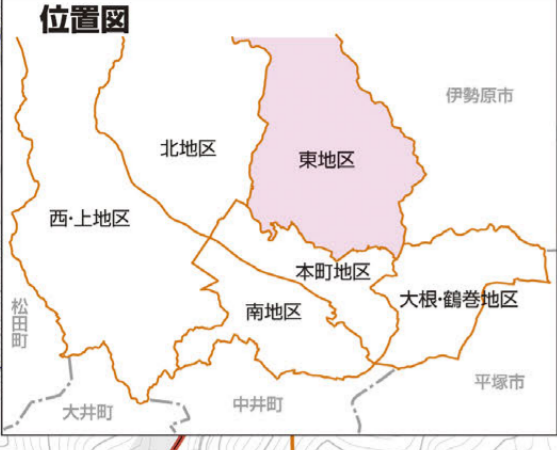 位置図
伊勢原市
北地区
東地区
西・上地区
本町地区
大根・鶴巻地区
南地区
松田町
平塚市
中井町
大井町